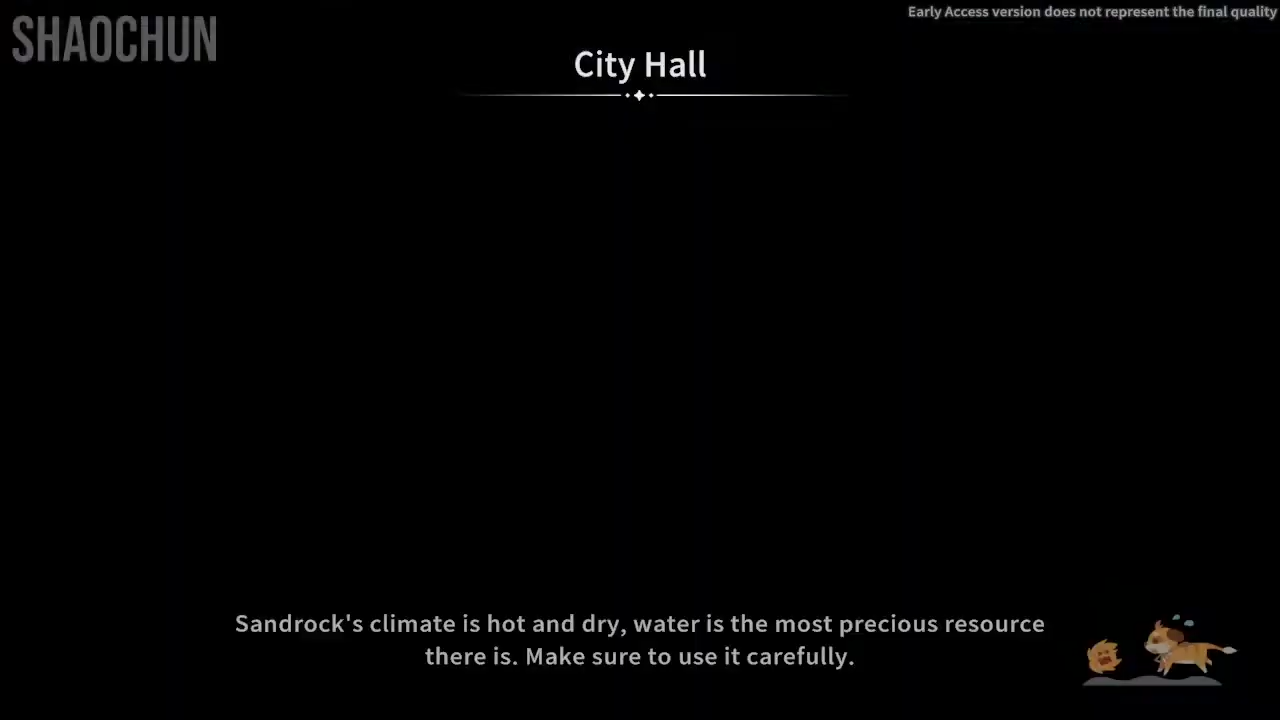 SHAOCHUN
Early Access version does not represent the final quality
City Hall
Sandrock's climate is hot and dry, water is the most precious resource
there is. Make sure to use it carefully.